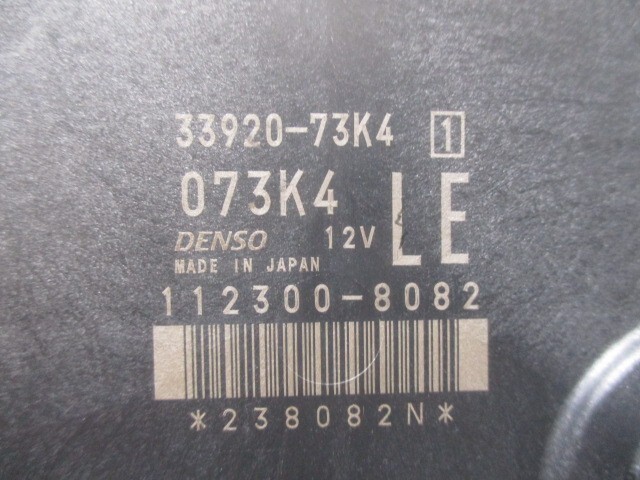 33920-73K4 1
073K4 LE
DENSO 12V
MADE IN JAPAN
112300-8082
*238082N*